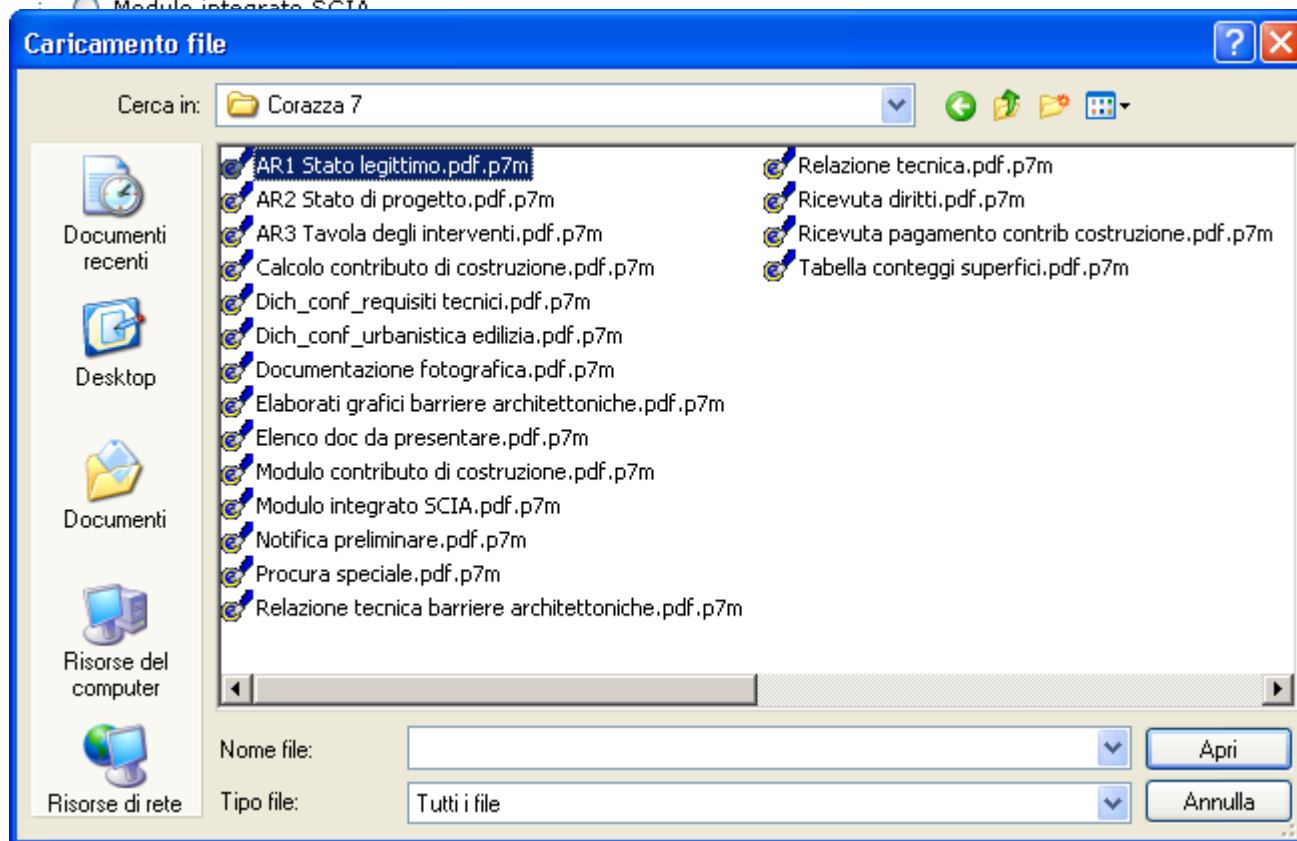 Modulo integrato SCIA
Caricamento file
Cerca in:
Corazza 7
AR1 Stato legittimo.pdf.p7m
AR2 Stato di progetto.pdf.p7m
AR3 Tavola degli interventi.pdf.p7m
Calcolo contributo di costruzione.pdf.p7m
Dich_conf_requisiti tecnici.pdf.p7m
Dich_conf_urbanistica edilizia.pdf.p7m
Documentazione fotografica.pdf.p7m
Elaborati grafici barriere architettoniche.pdf.p7m
Elenco doc da presentare.pdf.p7m
Modulo contributo di costruzione.pdf.p7m
Modulo integrato SCIA.pdf.p7m
Notifica preliminare.pdf.p7m
Procura speciale.pdf.p7m
Relazione tecnica barriere architettoniche.pdf.p7m
Relazione tecnica.pdf.p7m
Ricevuta diritti.pdf.p7m
Ricevuta pagamento contrib costruzione.pdf.p7m
Tabella conteggi superfici.pdf.p7m
Documenti
recenti
Desktop
Documenti
Risorse del
computer
Risorse di rete
Nome file:
Apri
Tipo file:
Tutti i file
Annulla